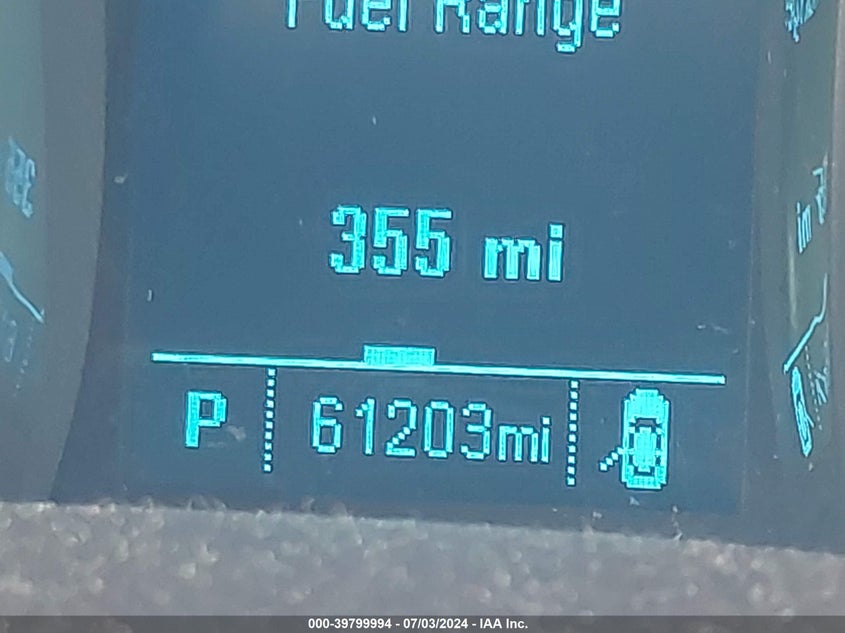 Fuel Range
355 mi
P 61203mi
000-39799994 - 07/03/2024 - IAA Inc.